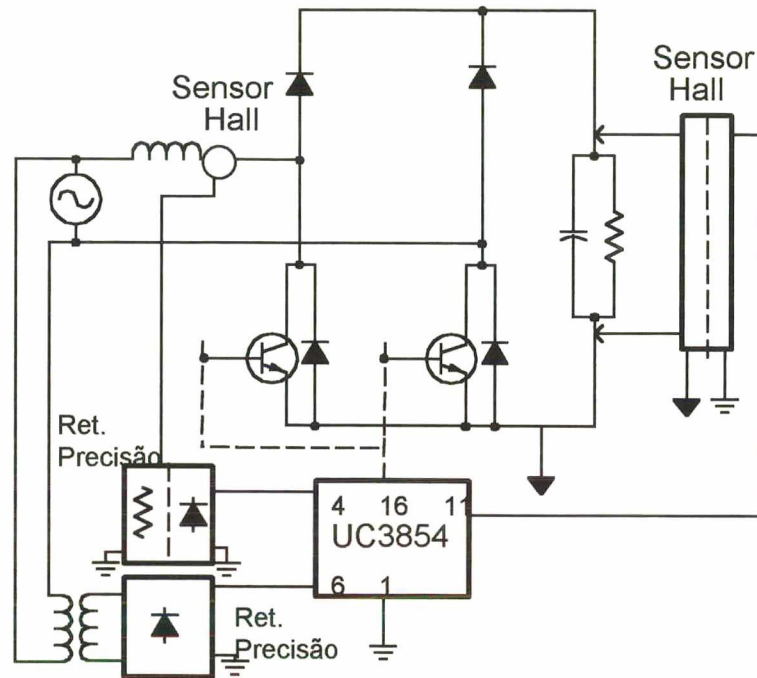 Sensor
Hall
Sensor
Hall
Ret.
Precisão
4 16 11
UC3854
6 1
Ret.
Precisão